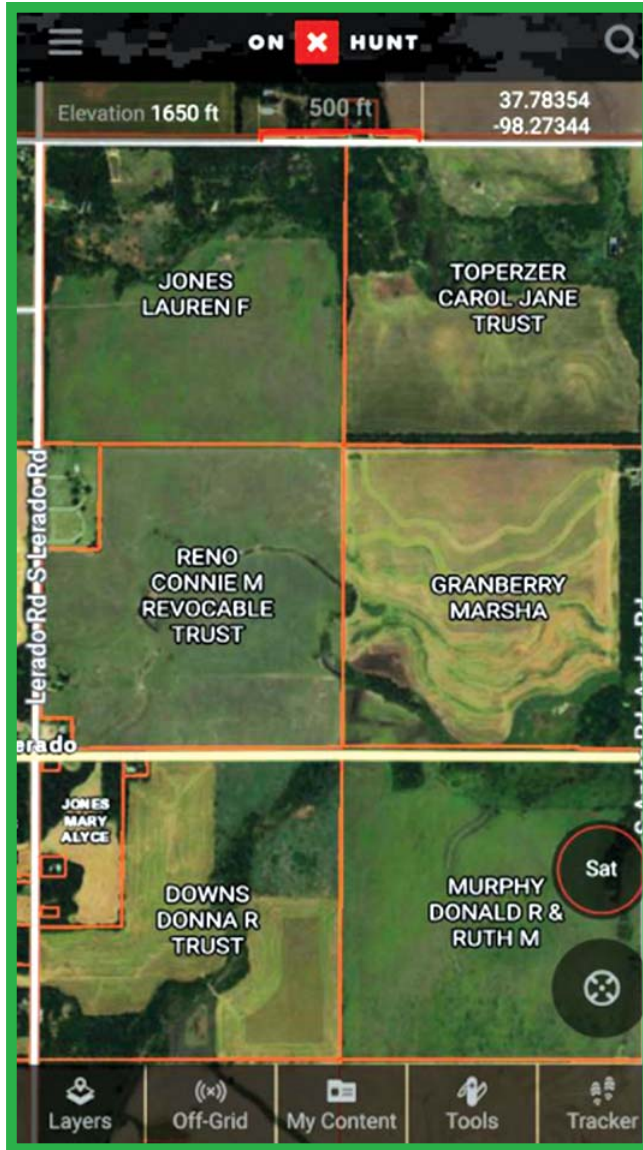 ON X HUNT
Elevation 1650 ft
500 ft
37.78354
-98.27344
JONES
LAUREN F
TOPERZER
CAROL JANE
TRUST
Lerado Rd S Lerado Rd
RENO
CONNIE M
REVOCABLE
TRUST
GRANBERRY
MARSHA
erado
JONES
MARY
ALYCE
DOWNS
DONNA R
TRUST
MURPHY
DONALD R &
RUTH M
Sat
Layers
Off-Grid
My Content
Tools
Tracker